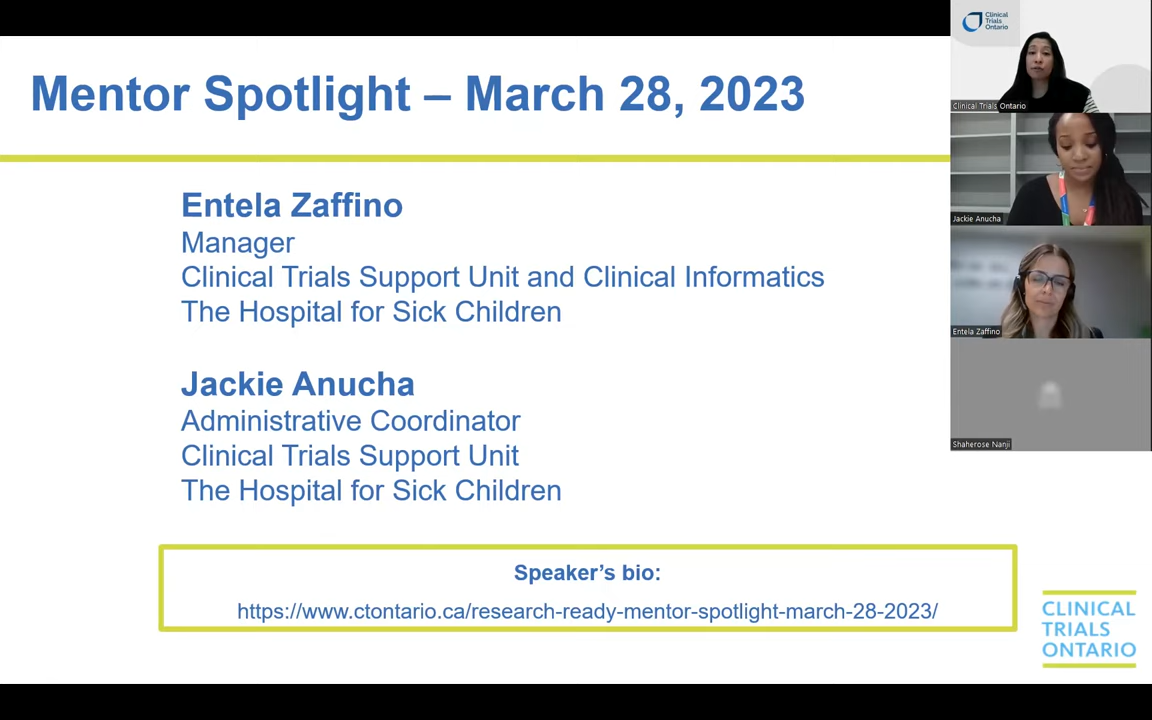 Mentor Spotlight – March 28, 2023
Entela Zaffino
Manager
Clinical Trials Support Unit and Clinical Informatics
The Hospital for Sick Children
Jackie Anucha
Administrative Coordinator
Clinical Trials Support Unit
The Hospital for Sick Children
Speaker's bio:
https://www.ctontario.ca/research-ready-mentor-spotlight-march-28-2023/
CLINICAL
TRIALS
ONTARIO
Clinical
Trials
Ontario
Clinical Trials Ontario
Jackie Anucha
Entela Zaffino
Shaherose Nanji